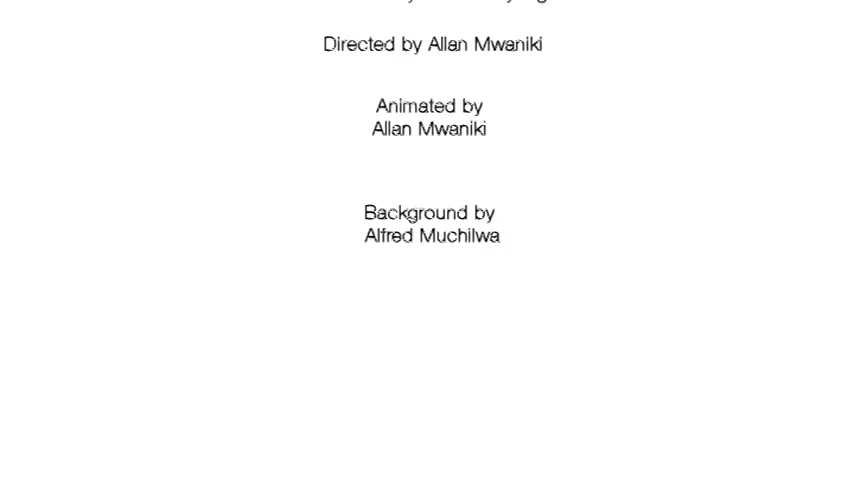 Directed by Allan Mwaniki
Animated by
Allan Mwaniki
Background by
Alfred Muchilwa